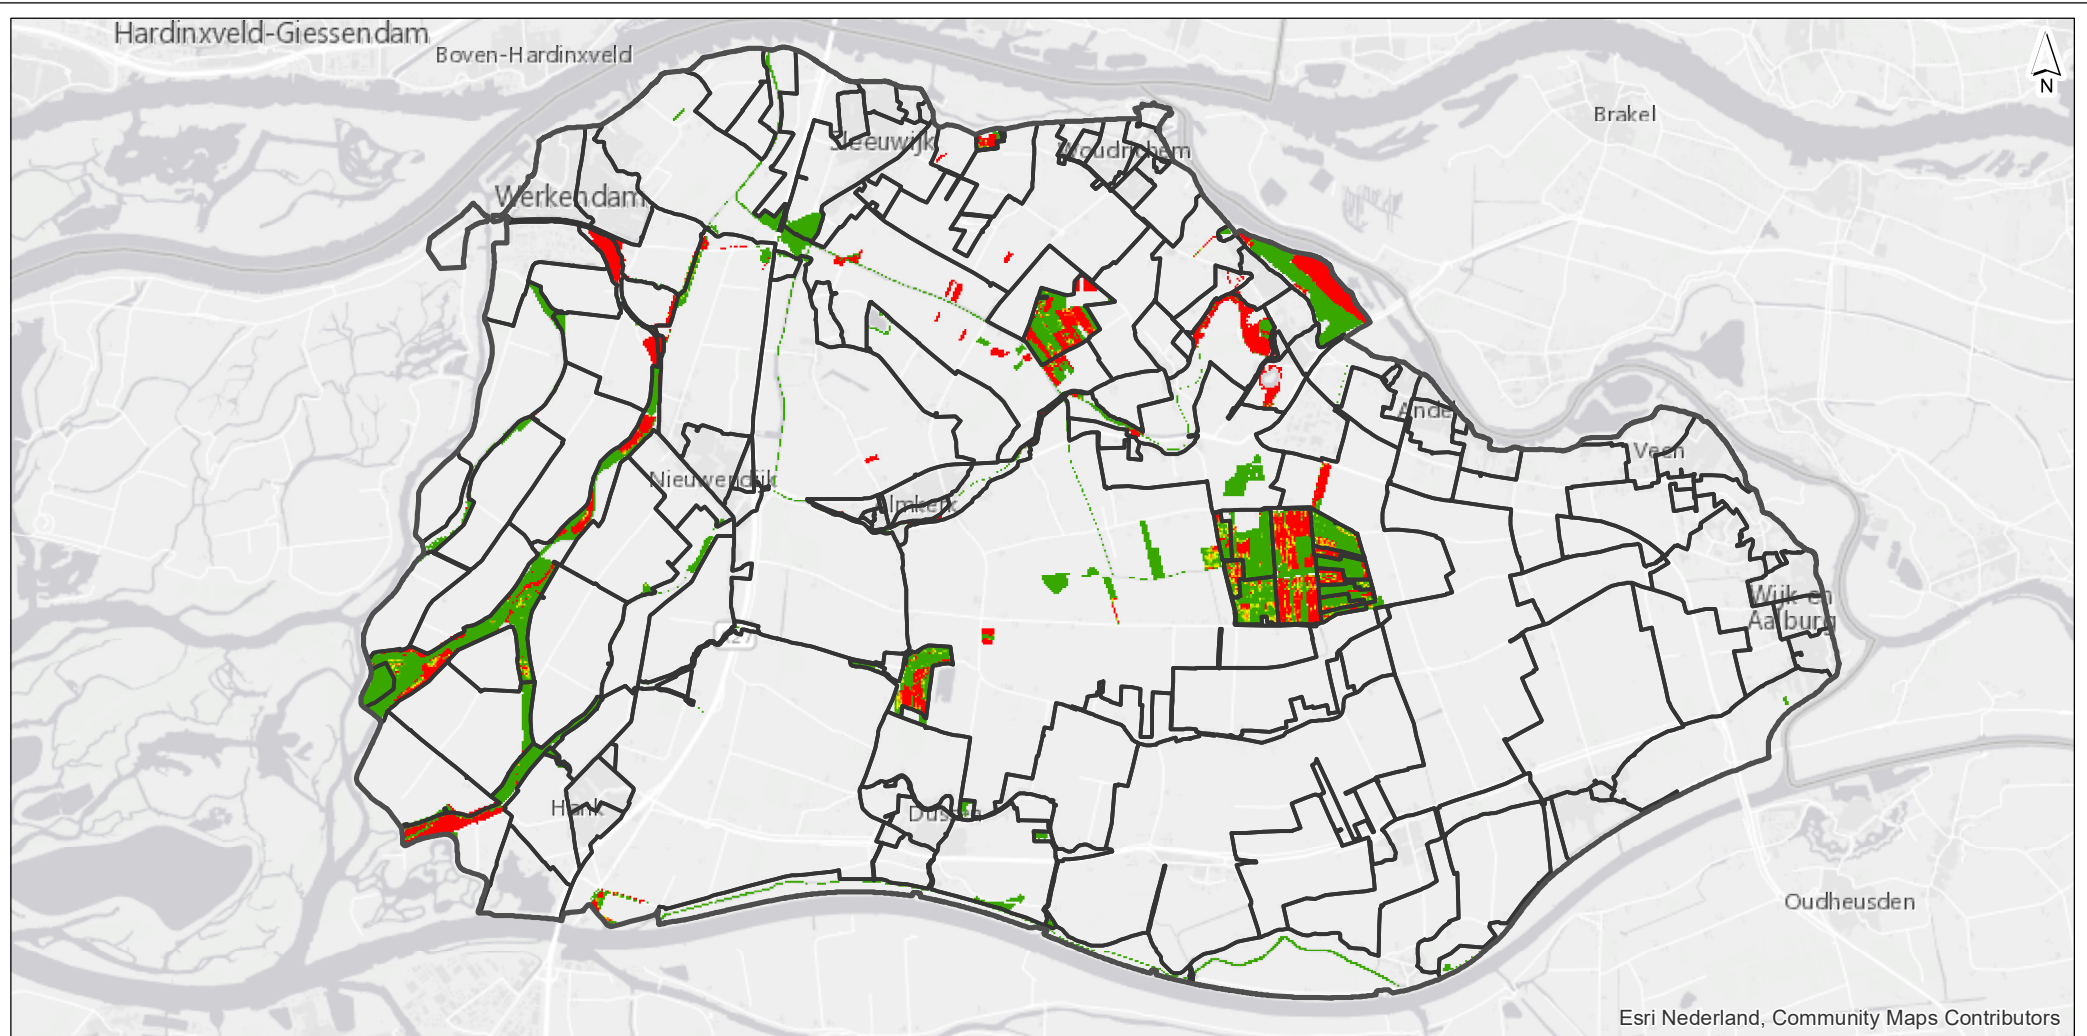 Hardinxveld-Giessendam
Boven-Hardinxveld
N
Brakel
Sleeuwijk
Woudrichem
Werkendam
Andel
Veen
Nieuwendijk
Almkerk
Wijk en
Aalburg
Hank
Dussen
Oudheusden
Esri Nederland, Community Maps Contributors